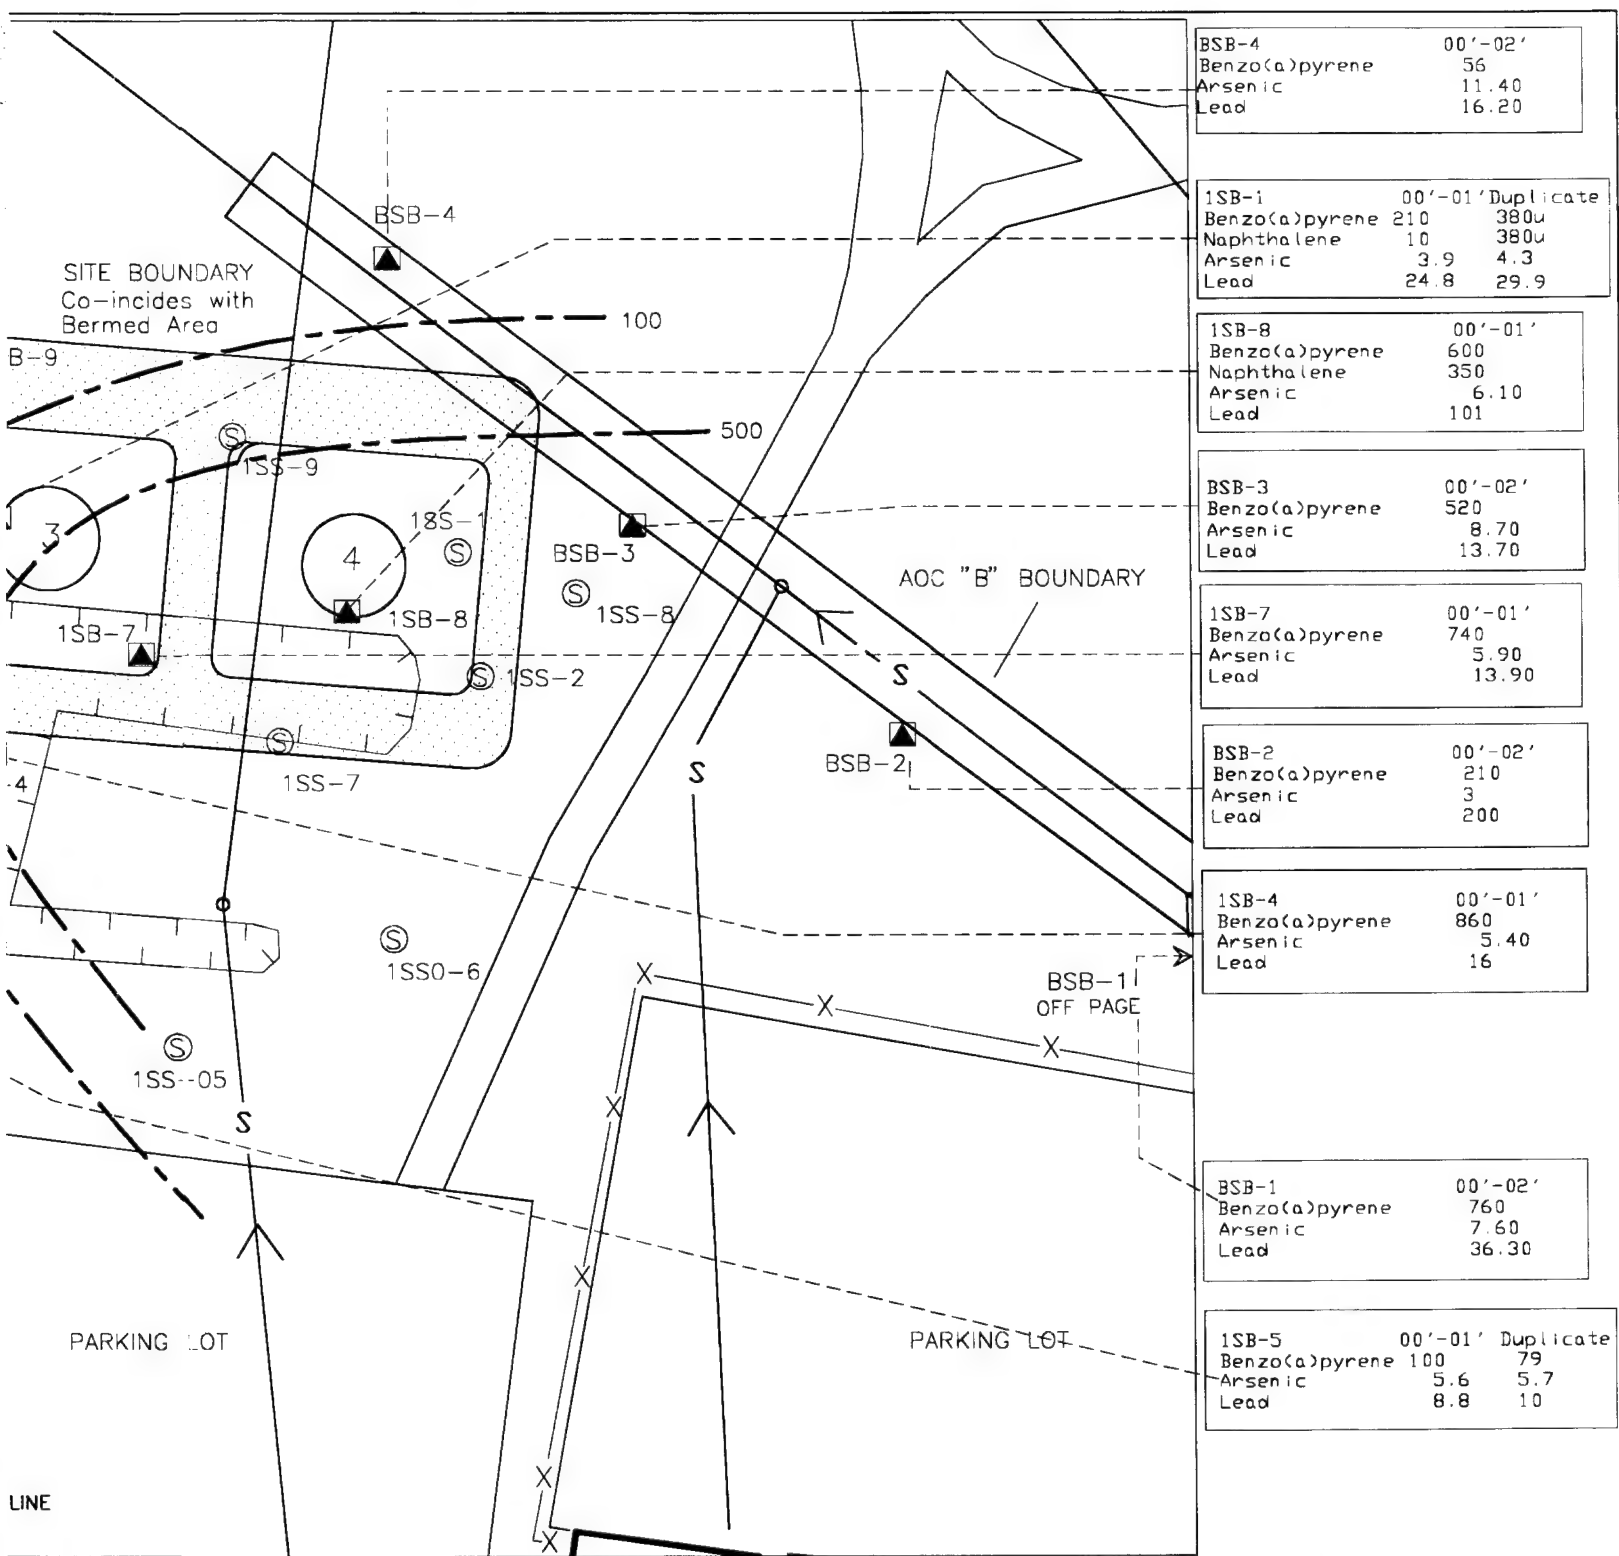 BSB-4 00'-02'
Benzo(a)pyrene 56
Arsenic 11.40
Lead 16.20
1SB-1 00'-01' Duplicate
Benzo(a)pyrene 210 380u
Naphthalene 10 380u
Arsenic 3.9 4.3
Lead 24.8 29.9
1SB-8 00'-01'
Benzo(a)pyrene 600
Naphthalene 350
Arsenic 6.10
Lead 101
BSB-3 00'-02'
Benzo(a)pyrene 520
Arsenic 8.70
Lead 13.70
1SB-7 00'-01'
Benzo(a)pyrene 740
Arsenic 5.90
Lead 13.90
BSB-2 00'-02'
Benzo(a)pyrene 210
Arsenic 3
Lead 200
1SB-4 00'-01'
Benzo(a)pyrene 860
Arsenic 5.40
Lead 16
BSB-1 00'-02'
Benzo(a)pyrene 760
Arsenic 7.60
Lead 36.30
1SB-5 00'-01' Duplicate
Benzo(a)pyrene 100 79
Arsenic 5.6 5.7
Lead 8.8 10
BSB-4
SITE BOUNDARY
Co-incides with
Bermed Area
100
B-9
500
1SS-9
3
18S-1
4
BSB-3
AOC "B" BOUNDARY
1SB-7
1SB-8
1SS-8
S
1SS-2
S
BSB-2
S
1SS-7
4
S
1SSO-6
BSB-1
OFF PAGE
X
X
X
1SS--05
X
S
X
PARKING LOT
PARKING LOT
X
LINE
X
S
S
S
S
S
S
S